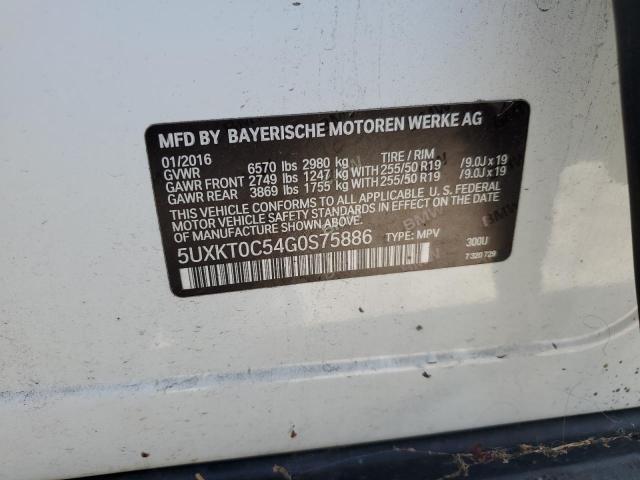 MFD BY BAYERISCHE MOTOREN WERKE AG
01/2016 TIRE / RIM
GVWR 6570 lbs 2980 kg
GAWR FRONT 2749 lbs 1247 kg WITH 255/50 R19 /9.0J x 19
GAWR REAR 3869 lbs 1755 kg WITH 255/50 R19 /9.0J x 19
THIS VEHICLE CONFORMS TO ALL APPLICABLE U.S. FEDERAL
MOTOR VEHICLE SAFETY STANDARDS IN EFFECT ON THE DATE
OF MANUFACTURE SHOWN ABOVE.
5UXKT0C54G0S75886 TYPE: MPV 300U
7 320 729